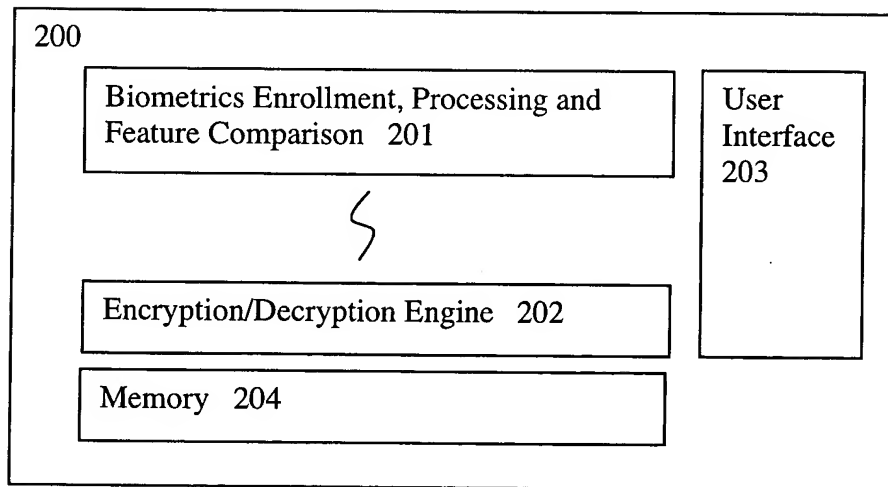 200
Biometrics Enrollment, Processing and
Feature Comparison 201
User
Interface
203
Encryption/Decryption Engine 202
Memory 204